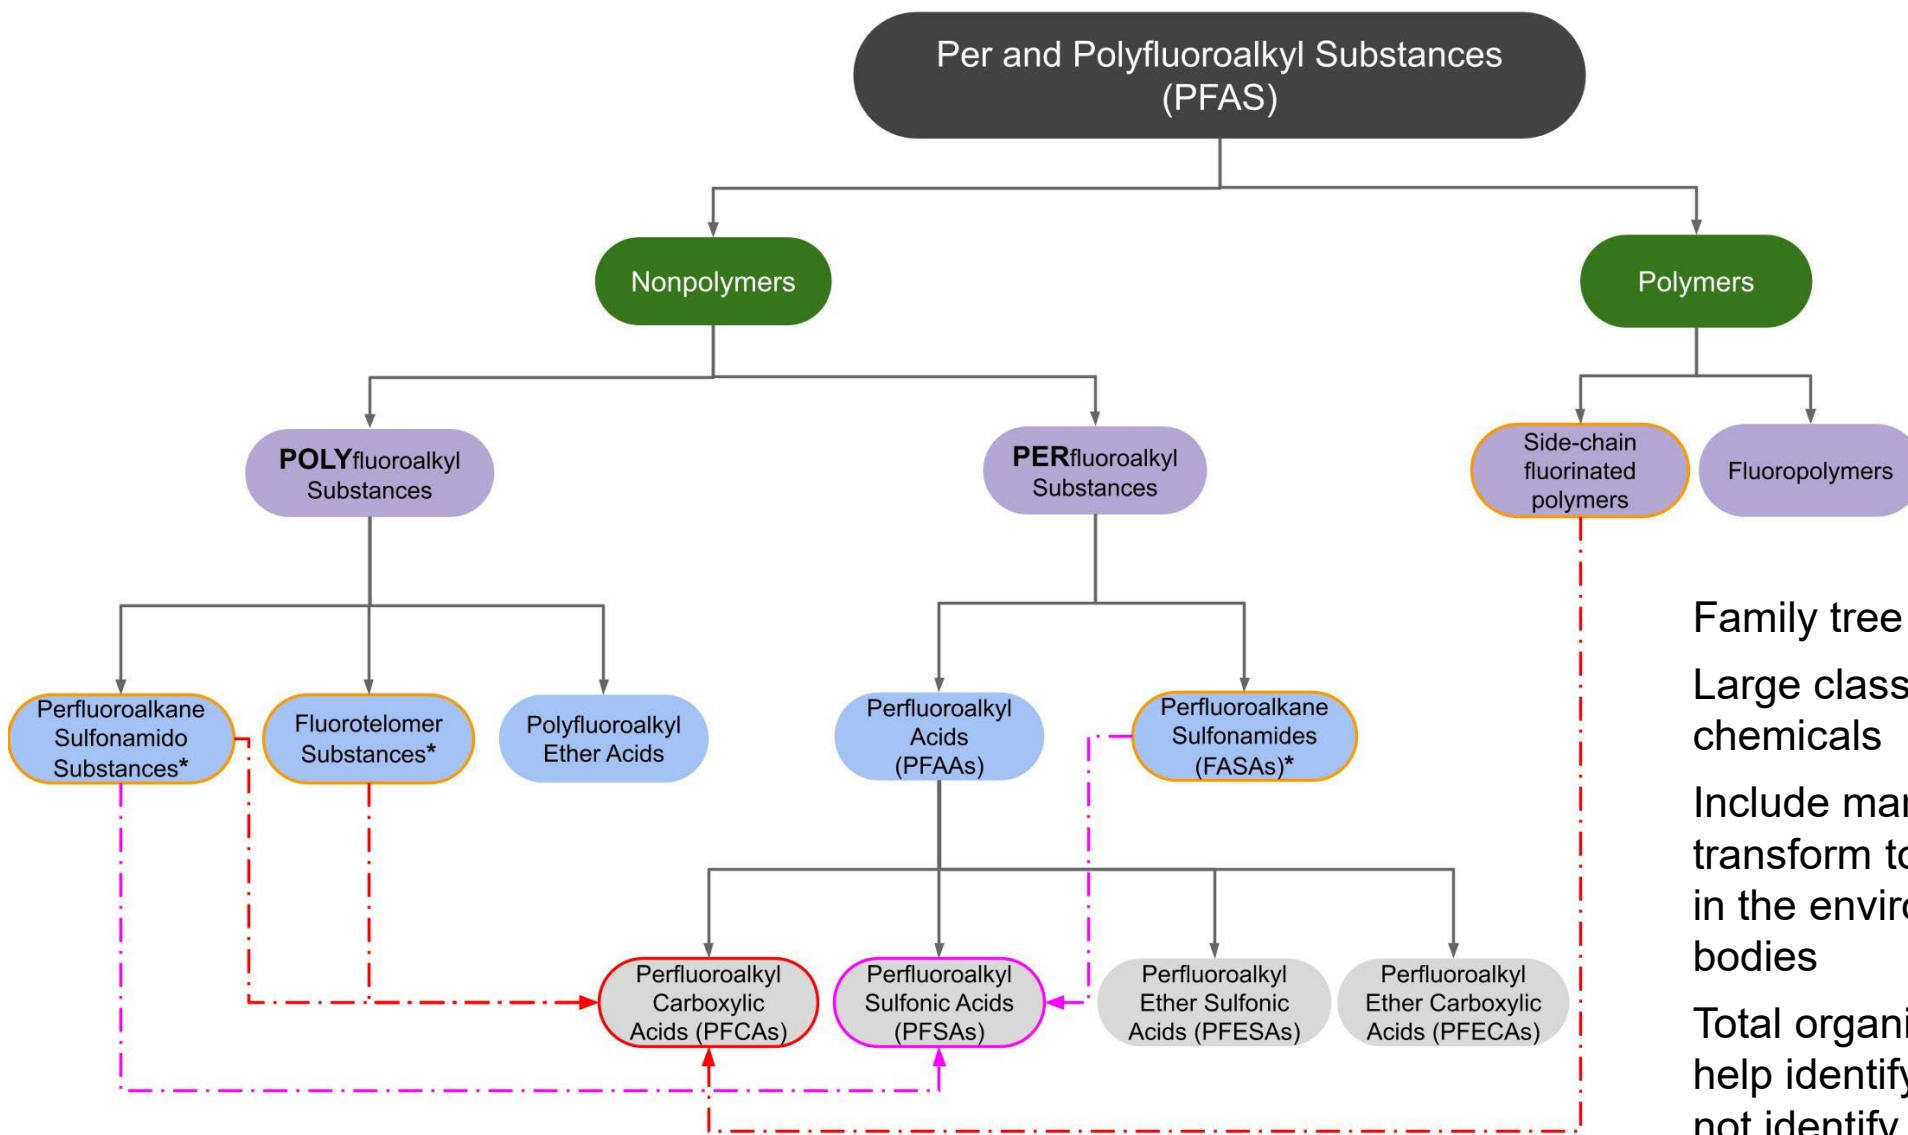 Per and Polyfluoroalkyl Substances
(PFAS)
Nonpolymers
Polymers
POLYfluoroalkyl
Substances
PERfluoroalkyl
Substances
Side-chain
fluorinated
polymers
Fluoropolymers
Perfluoroalkane
Sulfonamido
Substances*
Fluorotelomer
Substances*
Polyfluoroalkyl
Ether Acids
Perfluoroalkyl
Acids
(PFAAs)
Perfluoroalkane
Sulfonamides
(FASAs)*
Perfluoroalkyl
Carboxylic
Acids (PFCAs)
Perfluoroalkyl
Sulfonic Acids
(PFSAs)
Perfluoroalkyl
Ether Sulfonic
Acids (PFESAs)
Perfluoroalkyl
Ether Carboxylic
Acids (PFECAs)
Family tree
Large class
chemicals
Include
transform
in the
bodies
Total
help
not identify